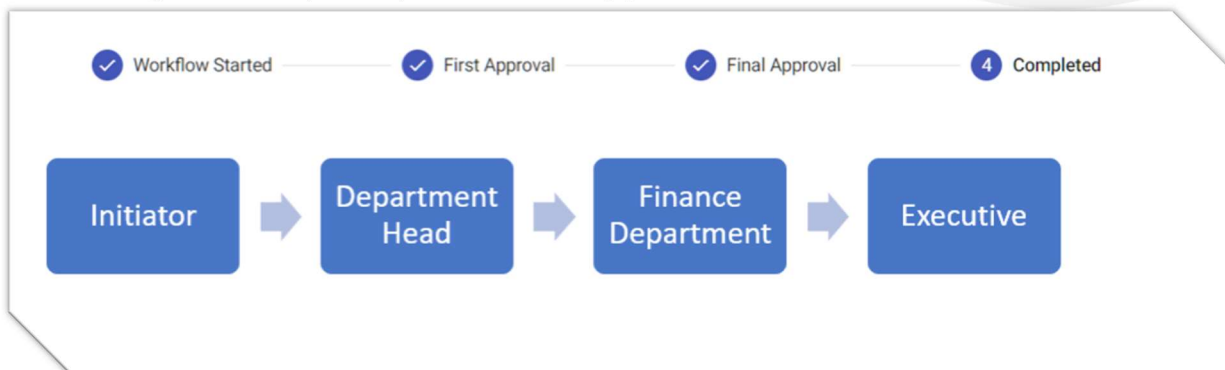 Workflow Started
First Approval
Final Approval
4 Completed
Initiator
Department
Head
Finance
Department
Executive